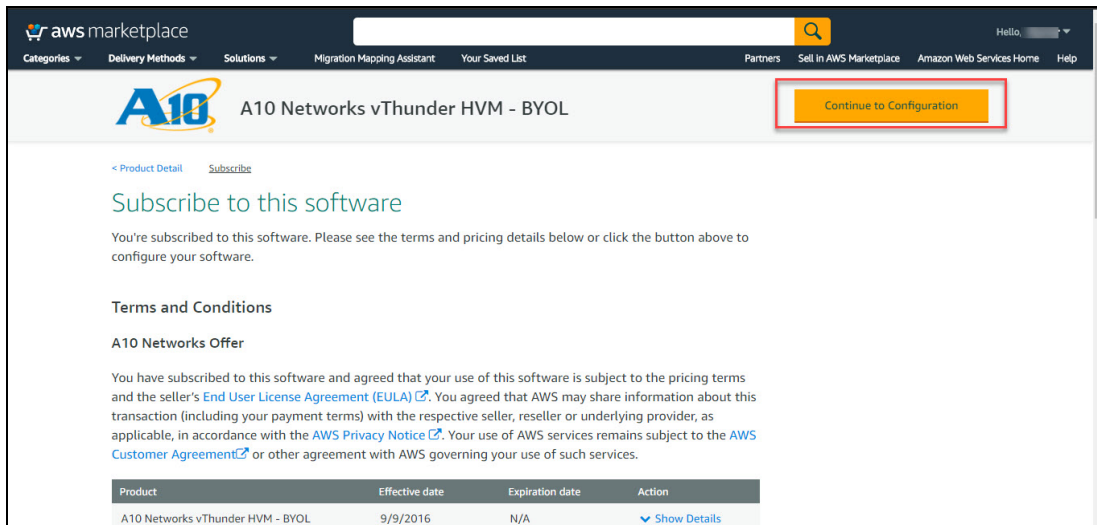 aws marketplace
Hello,
Categories Delivery Methods Solutions Migration Mapping Assistant Your Saved List Partners Sell in AWS Marketplace Amazon Web Services Home Help
A10
A10 Networks vThunder HVM - BYOL
Continue to Configuration
< Product Detail Subscribe
Subscribe to this software
You're subscribed to this software. Please see the terms and pricing details below or click the button above to
configure your software.
Terms and Conditions
A10 Networks Offer
You have subscribed to this software and agreed that your use of this software is subject to the pricing terms
and the seller's End User License Agreement (EULA). You agreed that AWS may share information about this
transaction (including your payment terms) with the respective seller, reseller or underlying provider, as
applicable, in accordance with the AWS Privacy Notice. Your use of AWS services remains subject to the AWS
Customer Agreement or other agreement with AWS governing your use of such services.
Product Effective date Expiration date Action
A10 Networks vThunder HVM - BYOL 9/9/2016 N/A Show Details